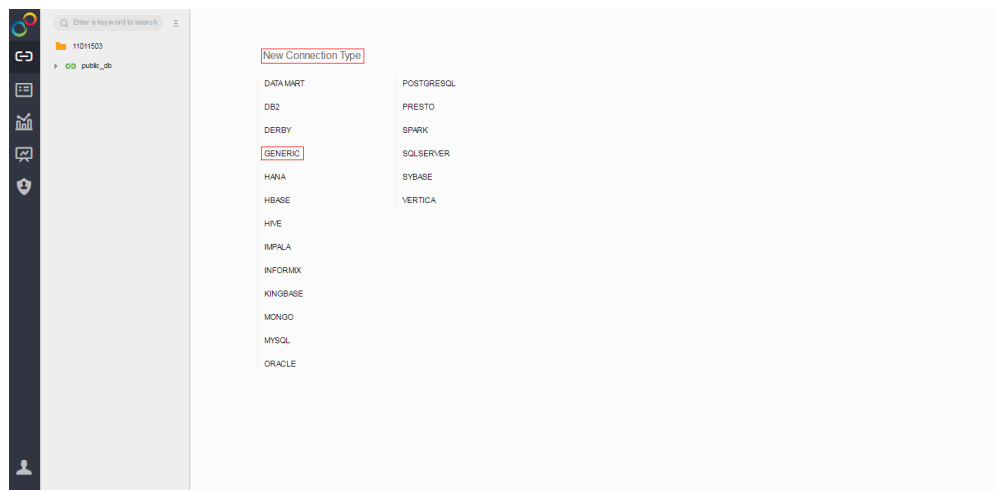 Enter a keyword to search
11011503
public_db
New Connection Type
DATA MART
DB2
DERBY
GENERIC
HANA
HBASE
HIVE
IMPALA
INFORMIX
KINGBASE
MONGO
MYSQL
ORACLE
POSTGRESQL
PRESTO
SPARK
SQLSERVER
SYBASE
VERTICA